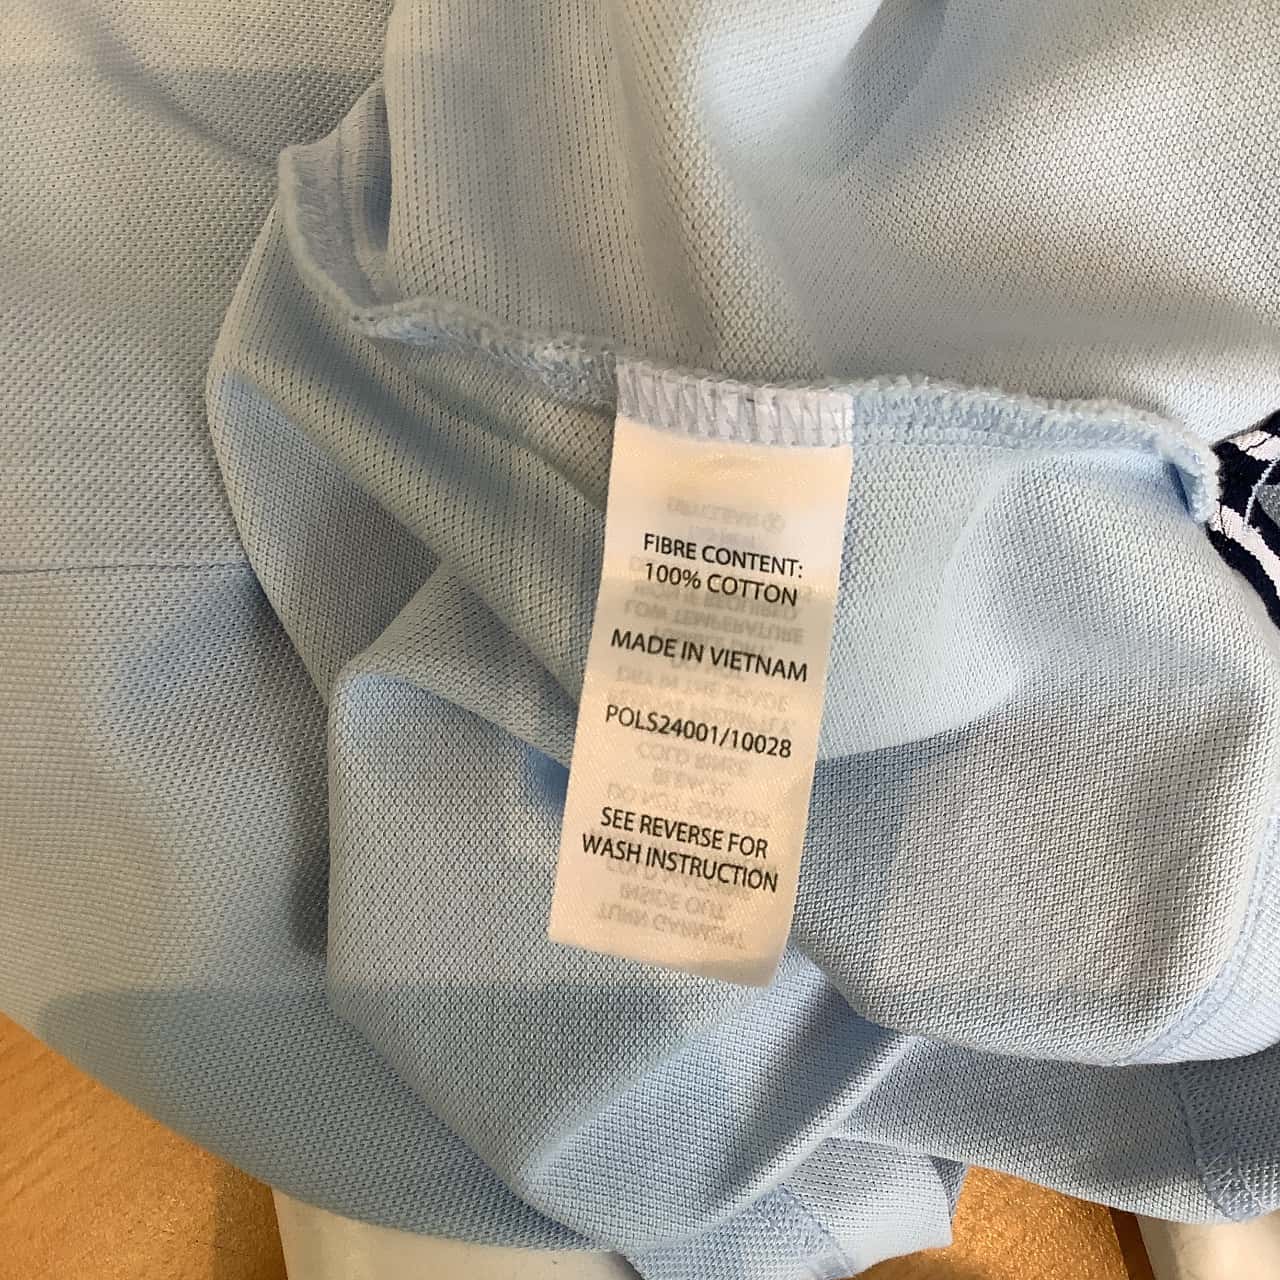 FIBRE CONTENT:
100% COTTON
MADE IN VIETNAM
POLS24001/10028
SEE REVERSE FOR
WASH INSTRUCTION